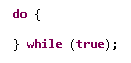 do {
} while (true);